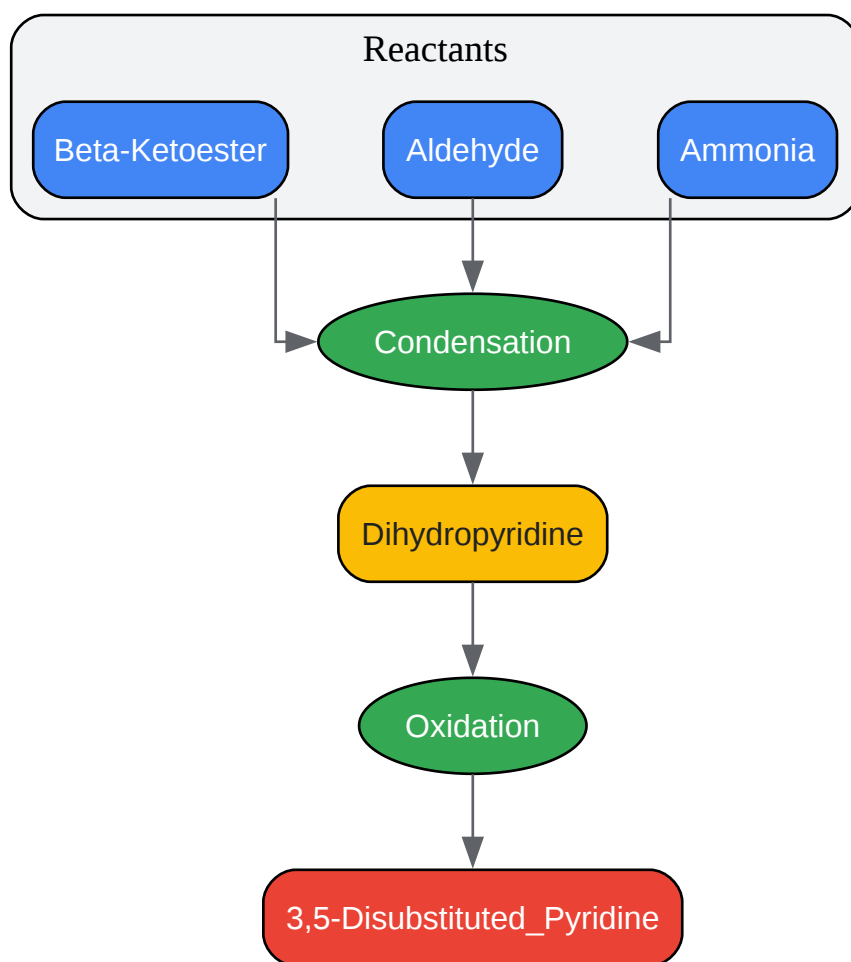 Reactants
Beta-Ketoester
Aldehyde
Ammonia
Condensation
Dihydropyridine
Oxidation
3,5-Disubstituted_Pyridine